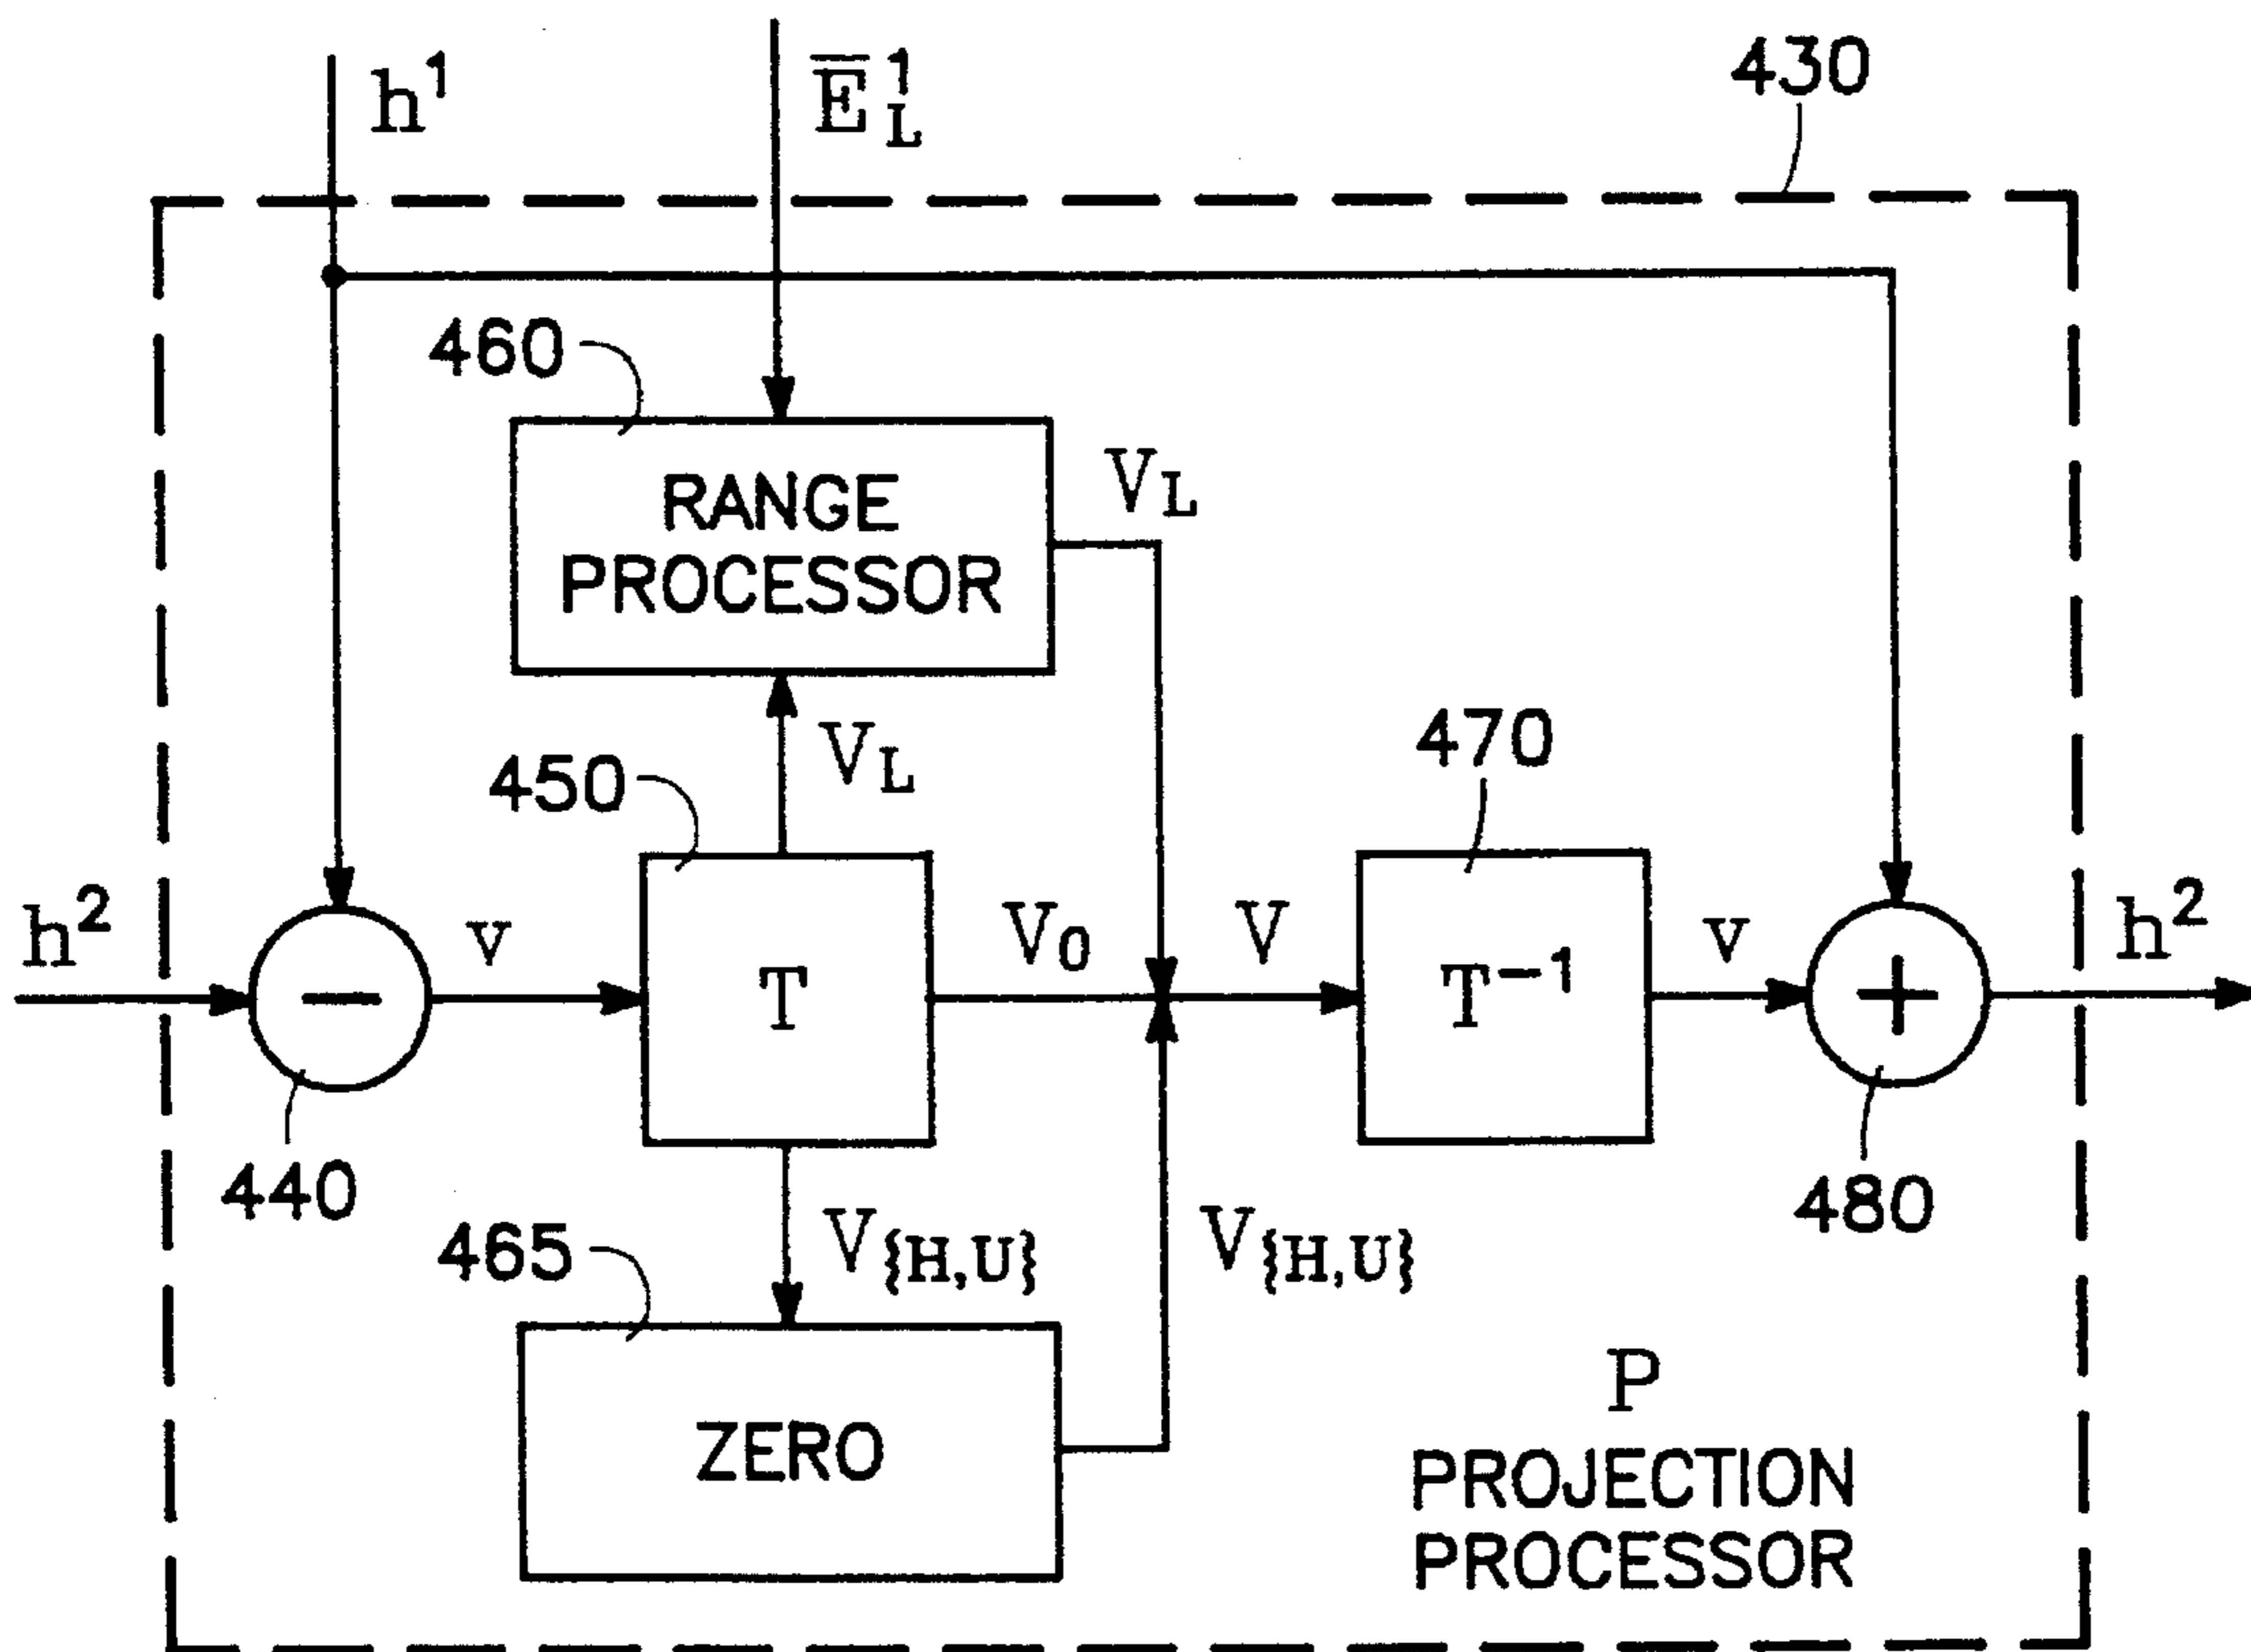 h¹
E̅¹L
430
460
RANGE
PROCESSOR
VL
VL
450
470
h²
v
T
V0
V
T⁻¹
v
h²
−
+
440
480
465
V{H,U}
V{H,U}
ZERO
P
PROJECTION
PROCESSOR